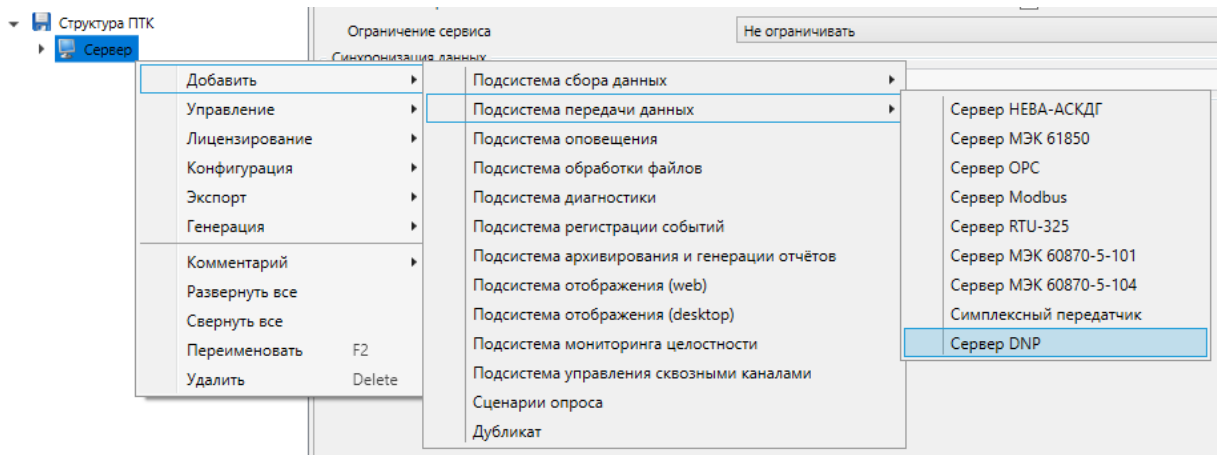 Структура ПТК
Сервер
Ограничение сервиса
Не ограничивать
Синхронизация данных
Добавить
Управление
Лицензирование
Конфигурация
Экспорт
Генерация
Комментарий
Развернуть все
Свернуть все
Переименовать F2
Удалить Delete
Подсистема сбора данных
Подсистема передачи данных
Подсистема оповещения
Подсистема обработки файлов
Подсистема диагностики
Подсистема регистрации событий
Подсистема архивирования и генерации отчётов
Подсистема отображения (web)
Подсистема отображения (desktop)
Подсистема мониторинга целостности
Подсистема управления сквозными каналами
Сценарии опроса
Дубликат
Сервер НЕВА-АСКДГ
Сервер МЭК 61850
Сервер OPC
Сервер Modbus
Сервер RTU-325
Сервер МЭК 60870-5-101
Сервер МЭК 60870-5-104
Симплексный передатчик
Сервер DNP